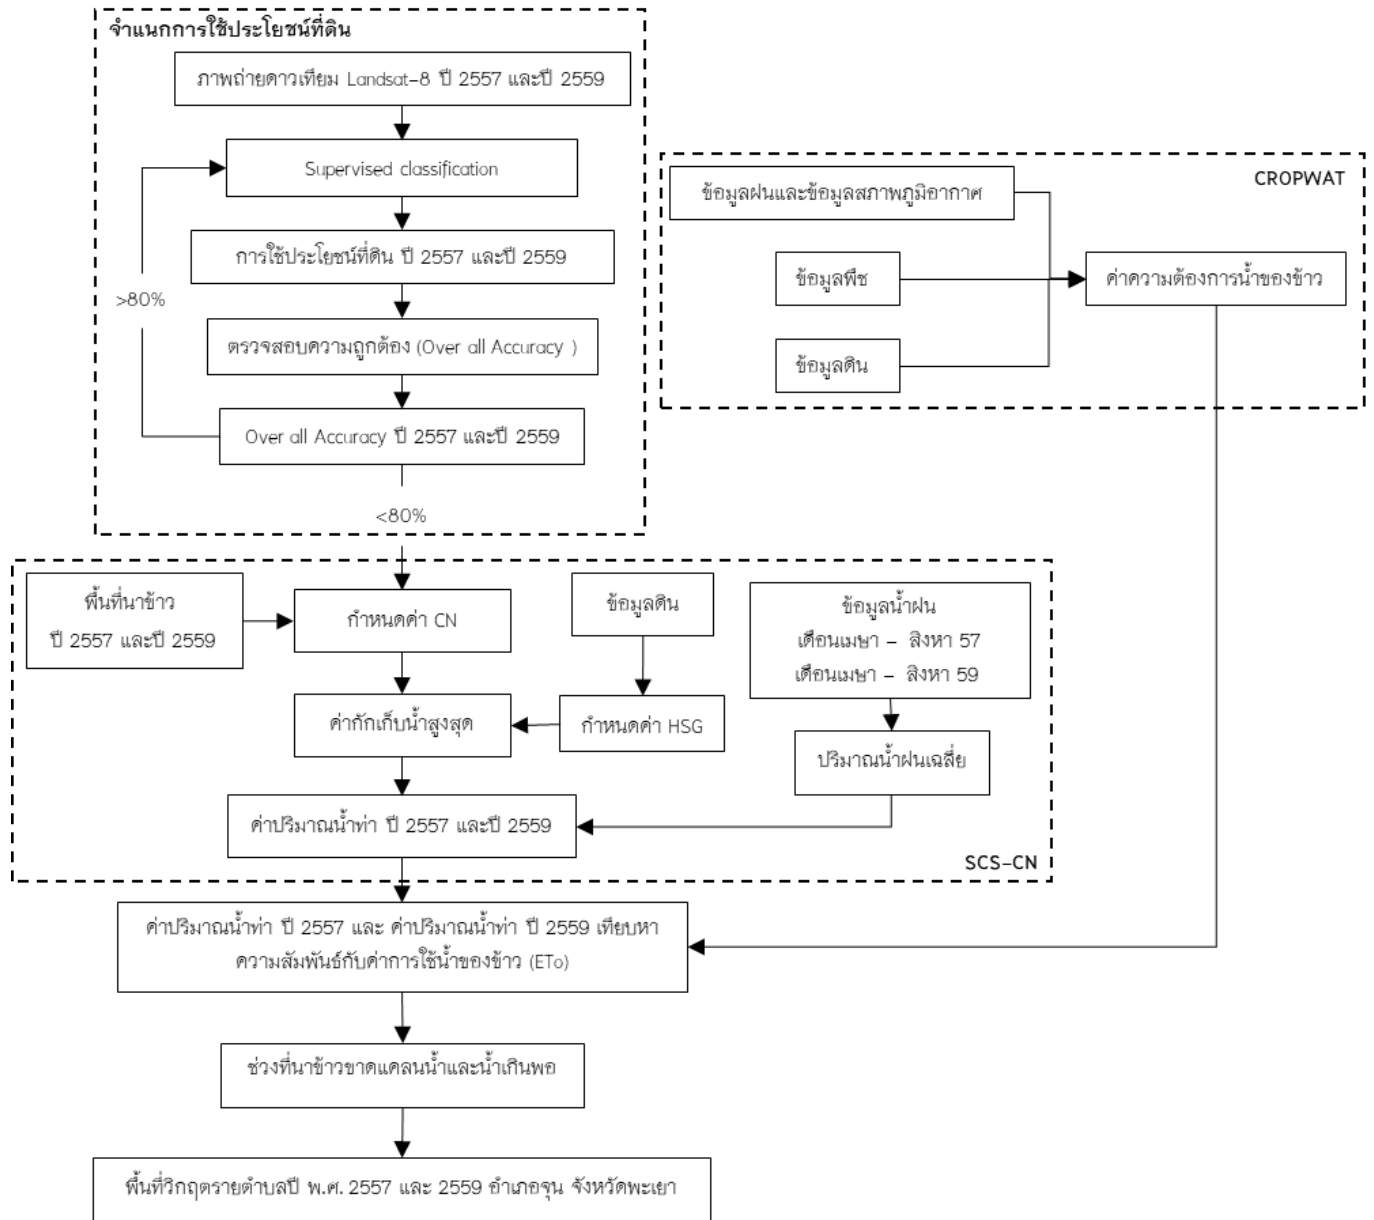 จำแนกการใช้ประโยชน์ที่ดิน
ภาพถ่ายดาวเทียม Landsat-8 ปี 2557 และปี 2559
Supervised classification
การใช้ประโยชน์ที่ดิน ปี 2557 และปี 2559
>80%
ตรวจสอบความถูกต้อง (Over all Accuracy )
Over all Accuracy ปี 2557 และปี 2559
<80%
CROPWAT
ข้อมูลฝนและข้อมูลสภาพภูมิอากาศ
ข้อมูลพืช
ค่าความต้องการน้ำของข้าว
ข้อมูลดิน
พื้นที่นาข้าว
ปี 2557 และปี 2559
กำหนดค่า CN
ข้อมูลดิน
ข้อมูลน้ำฝน
เดือนเมษา – สิงหา 57
เดือนเมษา – สิงหา 59
ค่ากักเก็บน้ำสูงสุด
กำหนดค่า HSG
ปริมาณน้ำฝนเฉลี่ย
ค่าปริมาณน้ำท่า ปี 2557 และปี 2559
SCS-CN
ค่าปริมาณน้ำท่า ปี 2557 และ ค่าปริมาณน้ำท่า ปี 2559 เทียบหา
ความสัมพันธ์กับค่าการใช้น้ำของข้าว (ETo)
ช่วงที่นาข้าวขาดแคลนน้ำและน้ำเกินพอ
พื้นที่วิกฤตรายตำบลปี พ.ศ. 2557 และ 2559 อำเภอจุน จังหวัดพะเยา